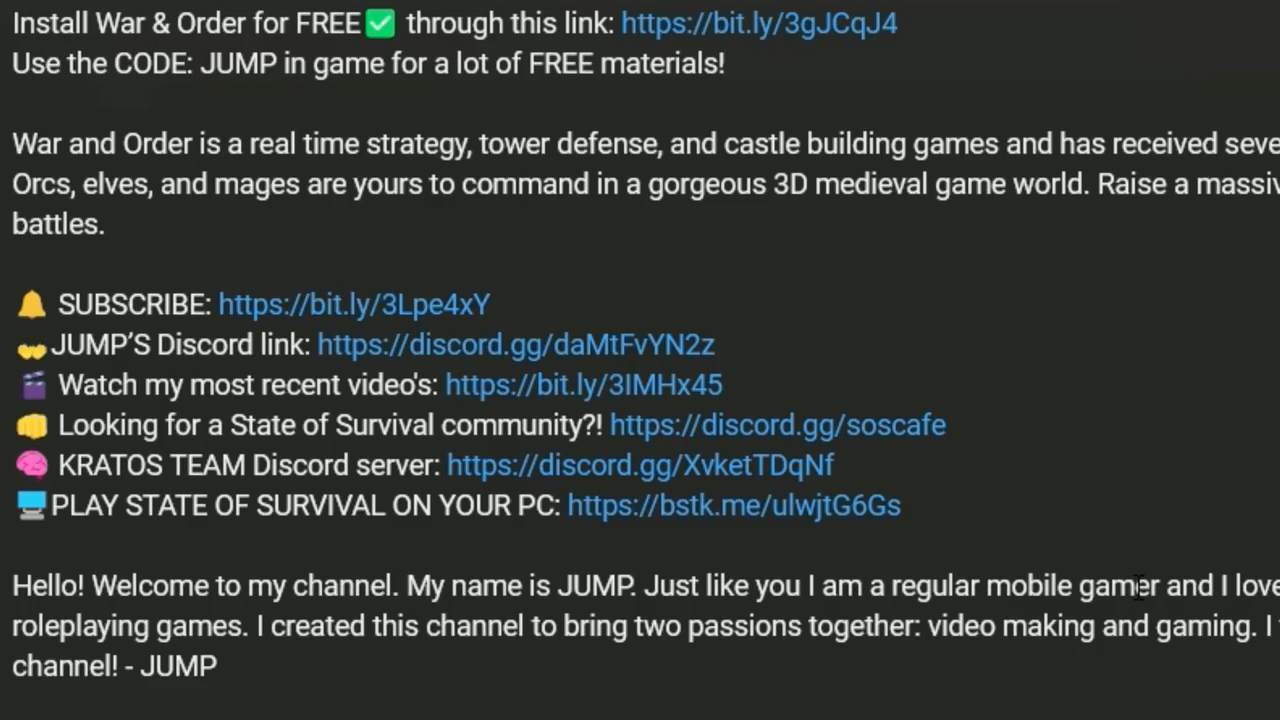 Install War & Order for FREE✅ through this link: https://bit.ly/3gJCqJ4
Use the CODE: JUMP in game for a lot of FREE materials!
War and Order is a real time strategy, tower defense, and castle building games and has received seve
Orcs, elves, and mages are yours to command in a gorgeous 3D medieval game world. Raise a massiv
battles.
🔔 SUBSCRIBE: https://bit.ly/3Lpe4xY
🤝JUMP’S Discord link: https://discord.gg/daMtFvYN2z
🎬 Watch my most recent video's: https://bit.ly/3IMHx45
👊 Looking for a State of Survival community?! https://discord.gg/soscafe
🧠 KRATOS TEAM Discord server: https://discord.gg/XvketTDqNf
🖥️PLAY STATE OF SURVIVAL ON YOUR PC: https://bstk.me/ulwjtG6Gs
Hello! Welcome to my channel. My name is JUMP. Just like you I am a regular mobile gamer and I love
roleplaying games. I created this channel to bring two passions together: video making and gaming. I
channel! - JUMP